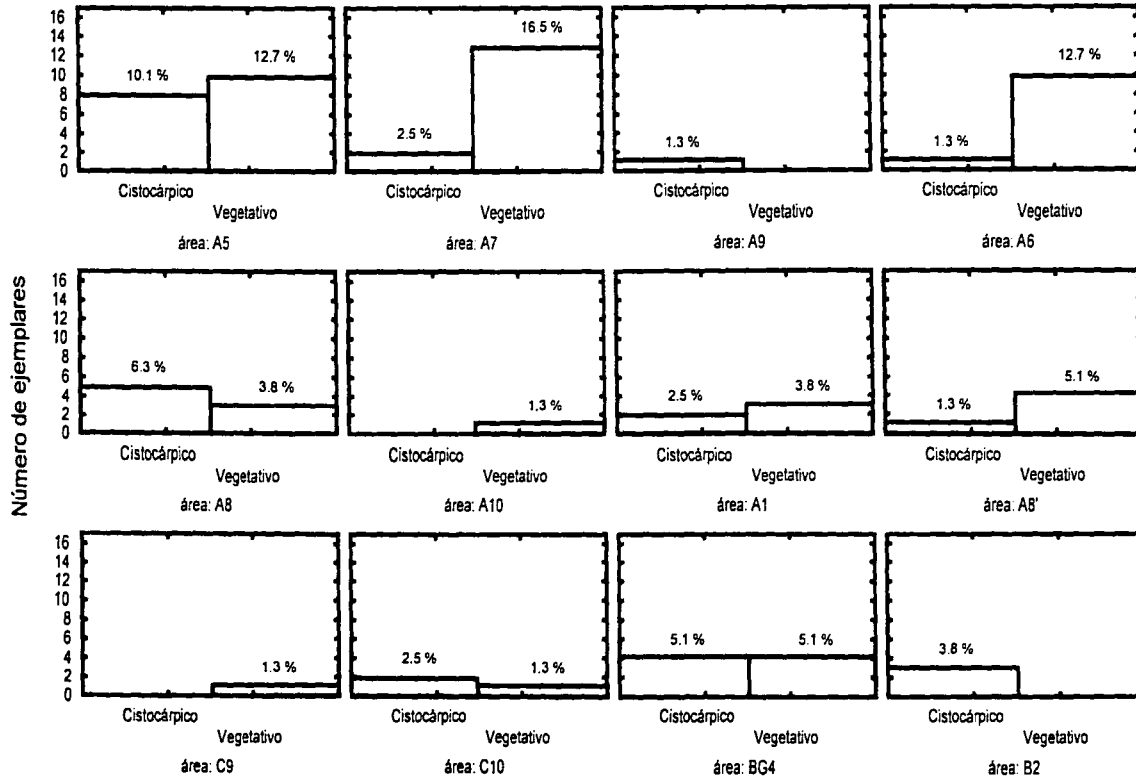 Número de ejemplares
16
14
12
10
8
6
4
2
0
10.1 %
12.7 %
2.5 %
16.5 %
1.3 %
1.3 %
12.7 %
Cistocárpico
Vegetativo
área: A5
Cistocárpico
Vegetativo
área: A7
Cistocárpico
Vegetativo
área: A9
Cistocárpico
Vegetativo
área: A6
16
14
12
10
8
6
4
2
0
6.3 %
3.8 %
1.3 %
2.5 %
3.8 %
1.3 %
5.1 %
Cistocárpico
Vegetativo
área: A8
Cistocárpico
Vegetativo
área: A10
Cistocárpico
Vegetativo
área: A1
Cistocárpico
Vegetativo
área: A8'
16
14
12
10
8
6
4
2
0
1.3 %
2.5 %
1.3 %
5.1 %
5.1 %
3.8 %
Cistocárpico
Vegetativo
área: C9
Cistocárpico
Vegetativo
área: C10
Cistocárpico
Vegetativo
área: BG4
Cistocárpico
Vegetativo
área: B2